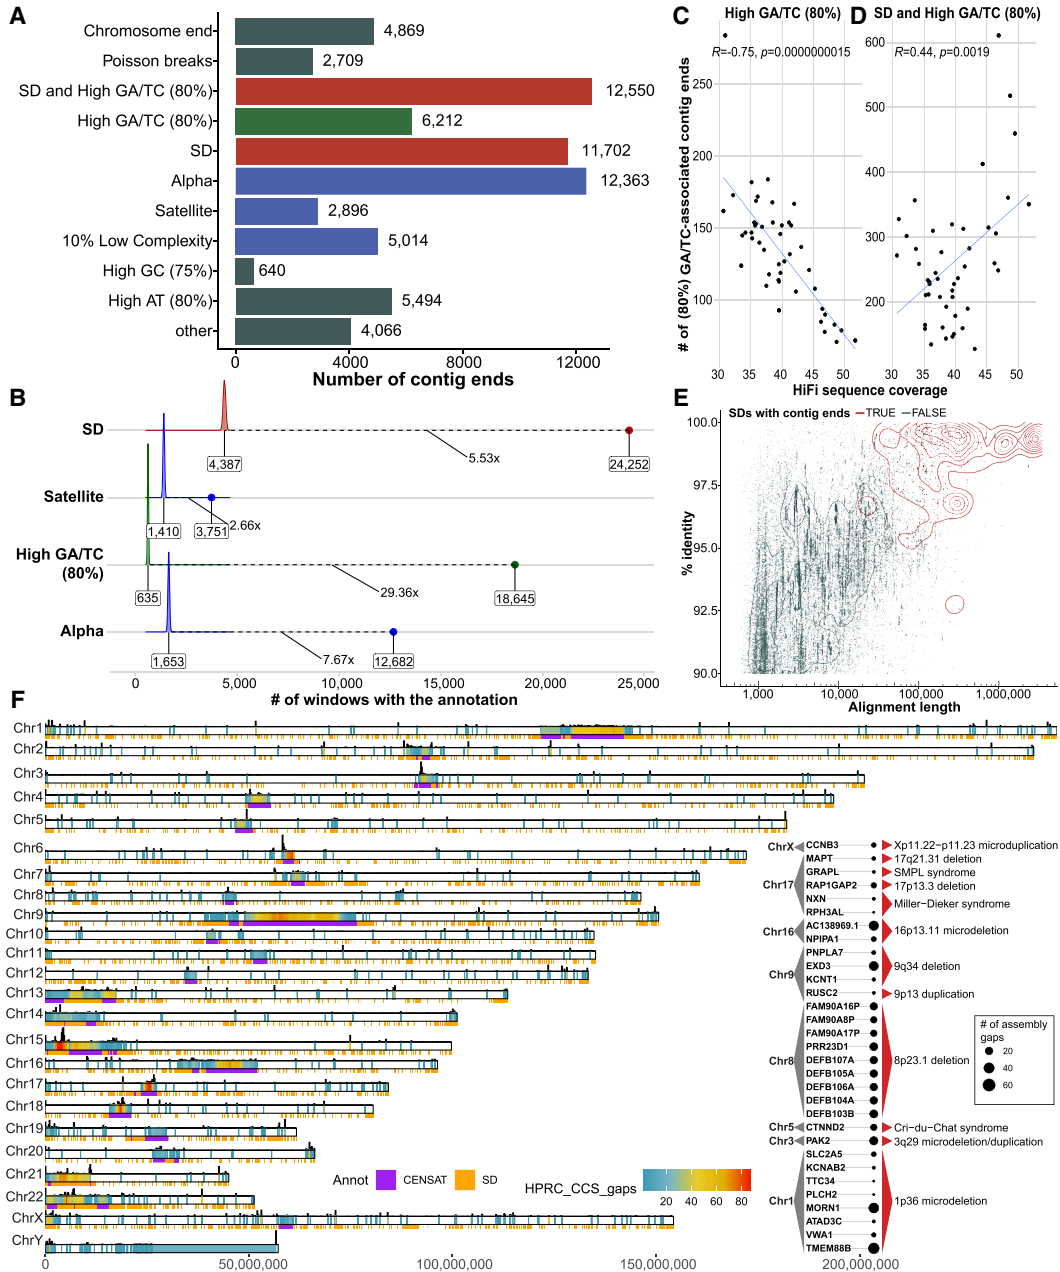 A
Chromosome end
4,869
Poisson breaks
2,709
SD and High GA/TC (80%)
12,550
High GA/TC (80%)
6,212
SD
11,702
Alpha
12,363
Satellite
2,896
10% Low Complexity
5,014
High GC (75%)
640
High AT (80%)
5,494
other
4,066
0
4000
8000
12000
Number of contig ends
B
SD
4,387
5.53x
24,252
Satellite
1,410
3,751
2.66x
High GA/TC
(80%)
635
29.36x
18,645
Alpha
1,653
7.67x
12,682
0
5,000
10,000
15,000
20,000
25,000
# of windows with the annotation
C
High GA/TC (80%)
R=-0.75, p=0.0000000015
# of (80%) GA/TC-associated contig ends
250
200
150
100
30
35
40
45
50
D
SD and High GA/TC (80%)
R=0.44, p=0.0019
600
500
400
300
200
30
35
40
45
50
HiFi sequence coverage
E
SDs with contig ends
TRUE
FALSE
% identity
100.0
97.5
95.0
92.5
90.0
1,000
10,000
100,000
1,000,000
Alignment length
F
Chr1
Chr2
Chr3
Chr4
Chr5
Chr6
Chr7
Chr8
Chr9
Chr10
Chr11
Chr12
Chr13
Chr14
Chr15
Chr16
Chr17
Chr18
Chr19
Chr20
Chr21
Chr22
ChrX
ChrY
0
50,000,000
100,000,000
150,000,000
200,000,000
Annot
CENSAT
SD
HPRC_CCS_gaps
20
40
60
80
ChrX
CCNB3
Xp11.22−p11.23 microduplication
Chr17
MAPT
17q21.31 deletion
GRAPL
SMPL syndrome
RAP1GAP2
17p13.3 deletion
NXN
RPH3AL
Miller−Dieker syndrome
Chr16
AC138969.1
NPIPA1
16p13.11 microdeletion
Chr9
PNPLA7
EXD3
KCNT1
9q34 deletion
RUSC2
9p13 duplication
Chr8
FAM90A16P
FAM90A8P
FAM90A17P
PRR23D1
DEFB107A
DEFB105A
DEFB106A
DEFB104A
DEFB103B
8p23.1 deletion
Chr5
CTNND2
Cri−du−Chat syndrome
Chr3
PAK2
3q29 microdeletion/duplication
Chr1
SLC2A5
KCNAB2
TTC34
PLCH2
MORN1
ATAD3C
VWA1
TMEM88B
1p36 microdeletion
# of assembly
gaps
20
40
60